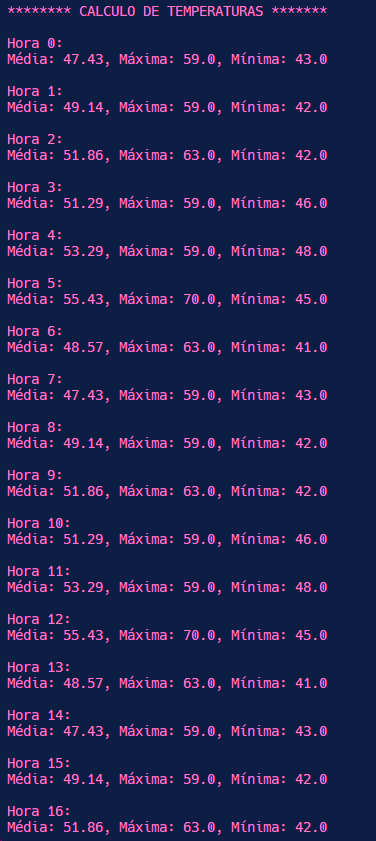 ******** CALCULO DE TEMPERATURAS *******
Hora 0:
Média: 47.43, Máxima: 59.0, Mínima: 43.0
Hora 1:
Média: 49.14, Máxima: 59.0, Mínima: 42.0
Hora 2:
Média: 51.86, Máxima: 63.0, Mínima: 42.0
Hora 3:
Média: 51.29, Máxima: 59.0, Mínima: 46.0
Hora 4:
Média: 53.29, Máxima: 59.0, Mínima: 48.0
Hora 5:
Média: 55.43, Máxima: 70.0, Mínima: 45.0
Hora 6:
Média: 48.57, Máxima: 63.0, Mínima: 41.0
Hora 7:
Média: 47.43, Máxima: 59.0, Mínima: 43.0
Hora 8:
Média: 49.14, Máxima: 59.0, Mínima: 42.0
Hora 9:
Média: 51.86, Máxima: 63.0, Mínima: 42.0
Hora 10:
Média: 51.29, Máxima: 59.0, Mínima: 46.0
Hora 11:
Média: 53.29, Máxima: 59.0, Mínima: 48.0
Hora 12:
Média: 55.43, Máxima: 70.0, Mínima: 45.0
Hora 13:
Média: 48.57, Máxima: 63.0, Mínima: 41.0
Hora 14:
Média: 47.43, Máxima: 59.0, Mínima: 43.0
Hora 15:
Média: 49.14, Máxima: 59.0, Mínima: 42.0
Hora 16:
Média: 51.86, Máxima: 63.0, Mínima: 42.0